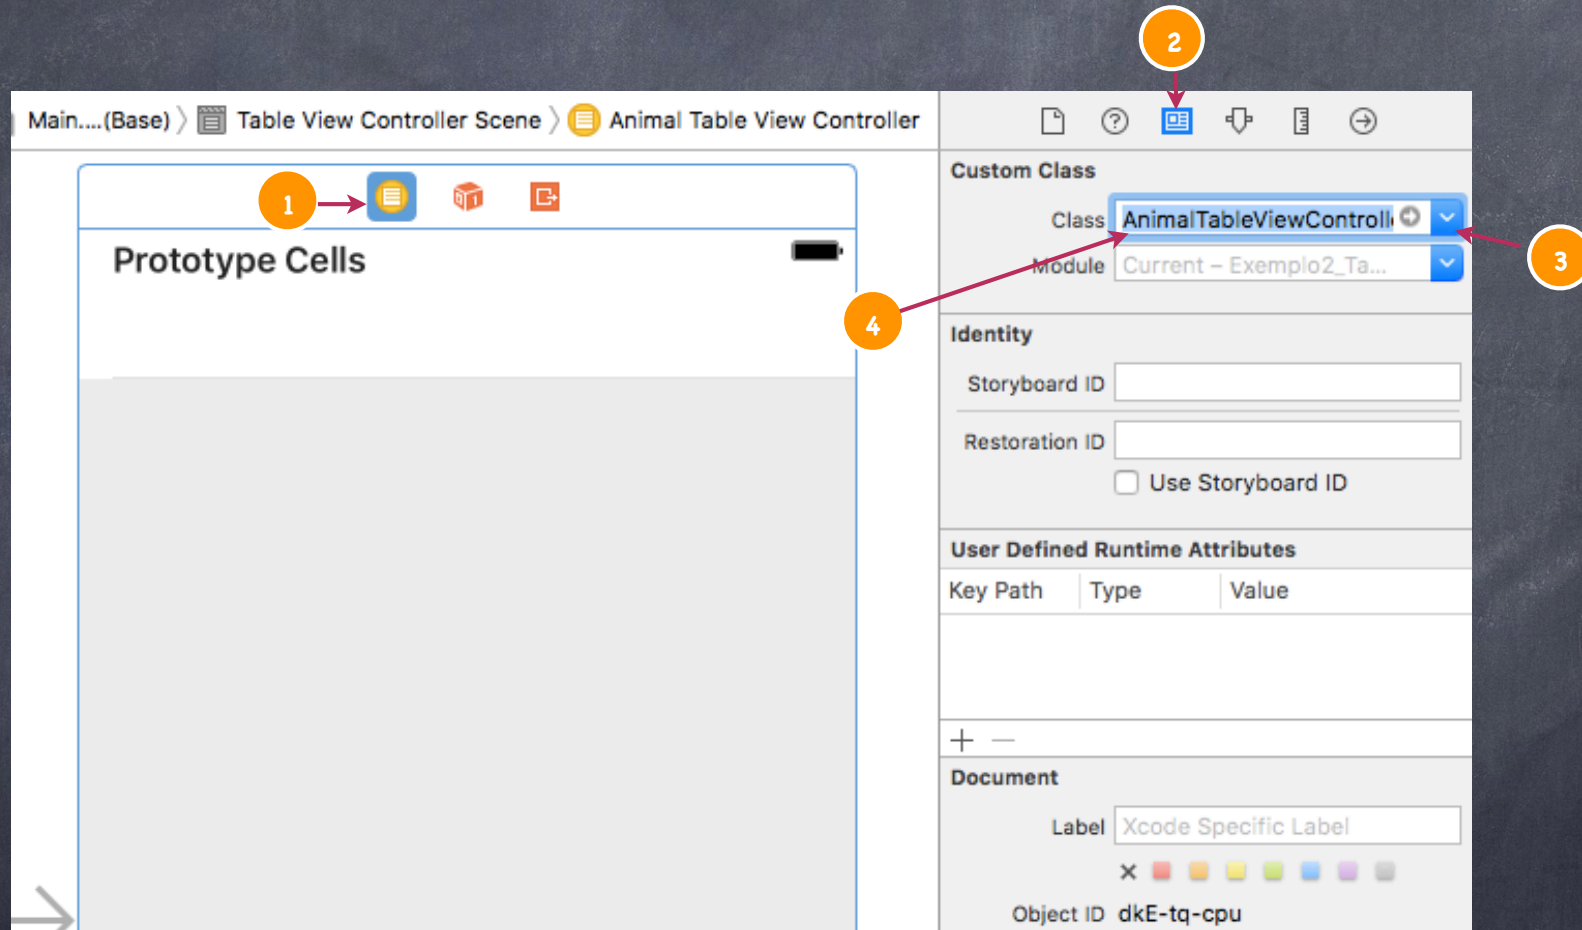 2
Main....(Base) 〉 Table View Controller Scene 〉 Animal Table View Controller
1
Prototype Cells
Custom Class
Class AnimalTableViewControll
3
Module Current – Exemplo2_Ta...
4
Identity
Storyboard ID
Restoration ID
Use Storyboard ID
User Defined Runtime Attributes
Key Path Type Value
Document
Label Xcode Specific Label
Object ID dkE-tq-cpu